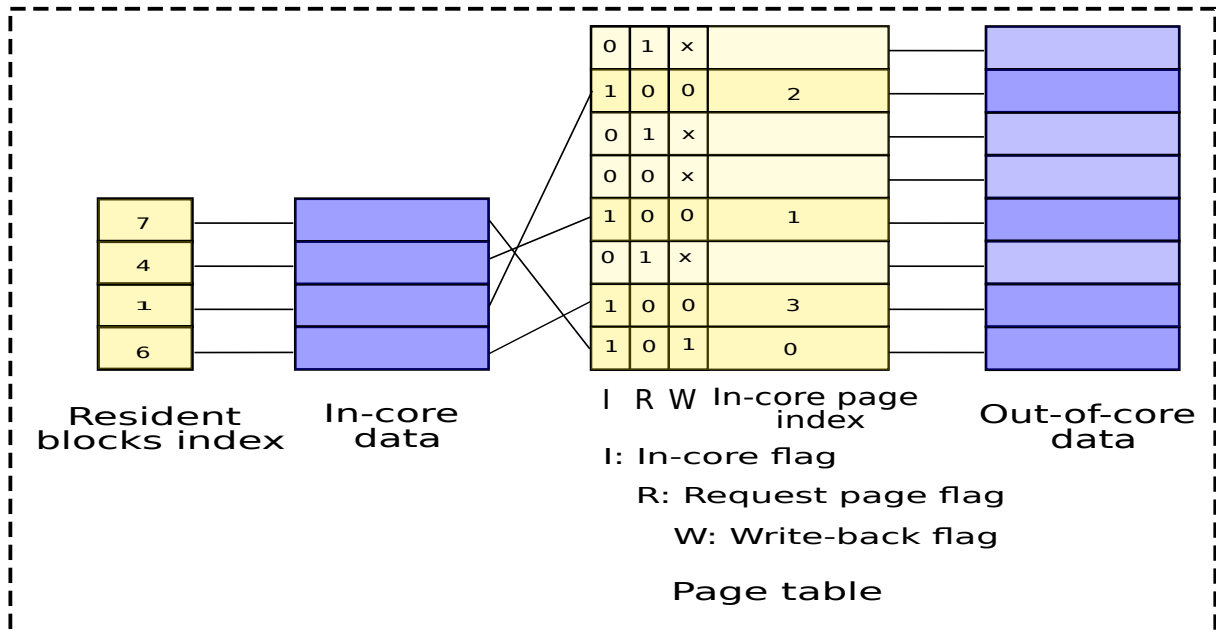 0 1 x
1 0 0 2
0 1 x
0 0 x
7 1 0 0 1
4 0 1 x
1 1 0 0 3
6 1 0 1 0
I R W In-core page
index
Resident
blocks index
In-core
data
Out-of-core
data
I: In-core flag
R: Request page flag
W: Write-back flag
Page table